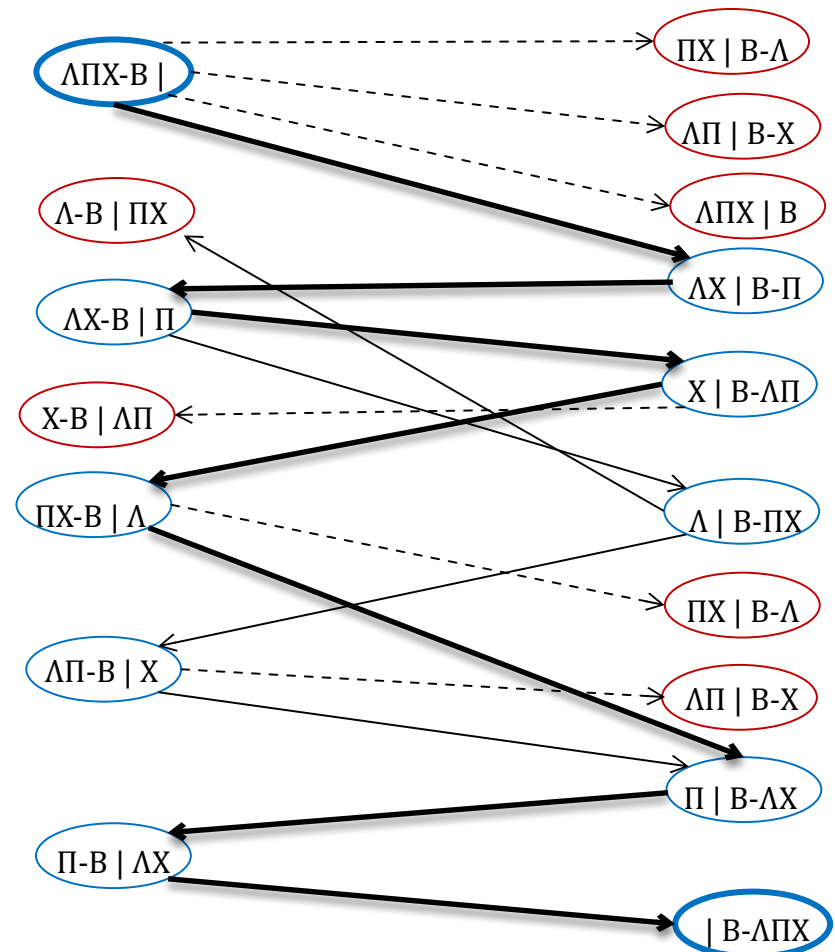 ΛΠΧ-Β |
ΠΧ | Β-Λ
ΛΠ | Β-Χ
ΛΠΧ | Β
Λ-Β | ΠΧ
ΛΧ | Β-Π
ΛΧ-Β | Π
Χ | Β-ΛΠ
Χ-Β | ΛΠ
ΠΧ-Β | Λ
Λ | Β-ΠΧ
ΠΧ | Β-Λ
ΛΠ-Β | Χ
ΛΠ | Β-Χ
Π | Β-ΛΧ
Π-Β | ΛΧ
| Β-ΛΠΧ